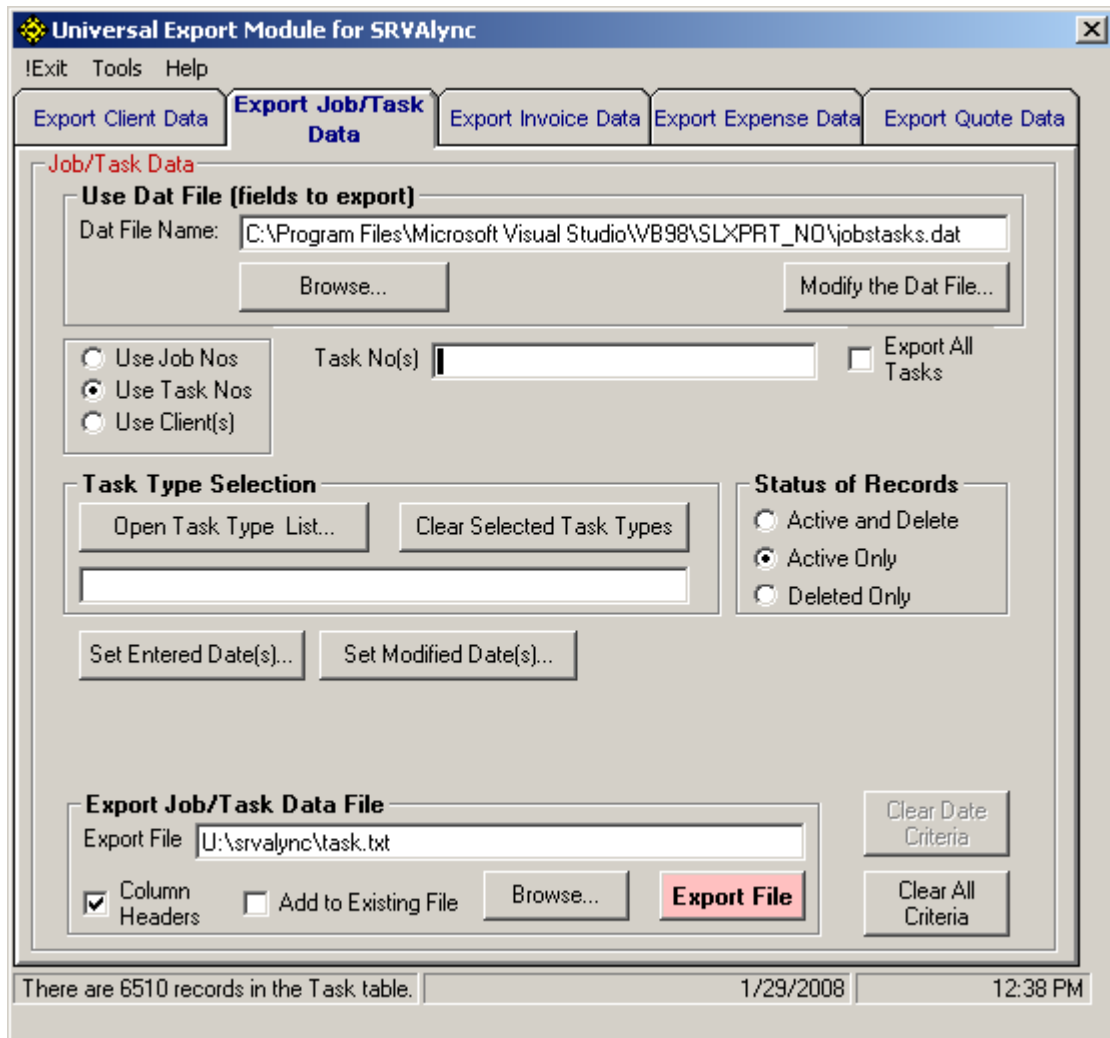 Universal Export Module for SRVAlync
!Exit Tools Help
Export Client Data
Export Job/Task Data
Export Invoice Data
Export Expense Data
Export Quote Data
Job/Task Data
Use Dat File (fields to export)
Dat File Name: C:\Program Files\Microsoft Visual Studio\VB98\SLXPRT_NO\jobstasks.dat
Browse... Modify the Dat File...
Use Job Nos
Use Task Nos
Use Client(s)
Task No(s)
Export All
Tasks
Task Type Selection
Open Task Type List... Clear Selected Task Types
Status of Records
Active and Delete
Active Only
Deleted Only
Set Entered Date(s)... Set Modified Date(s)...
Export Job/Task Data File
Export File U:\srvalync\task.txt
Column
Headers
Add to Existing File
Browse...
Export File
Clear Date
Criteria
Clear All
Criteria
There are 6510 records in the Task table. 1/29/2008 12:38 PM